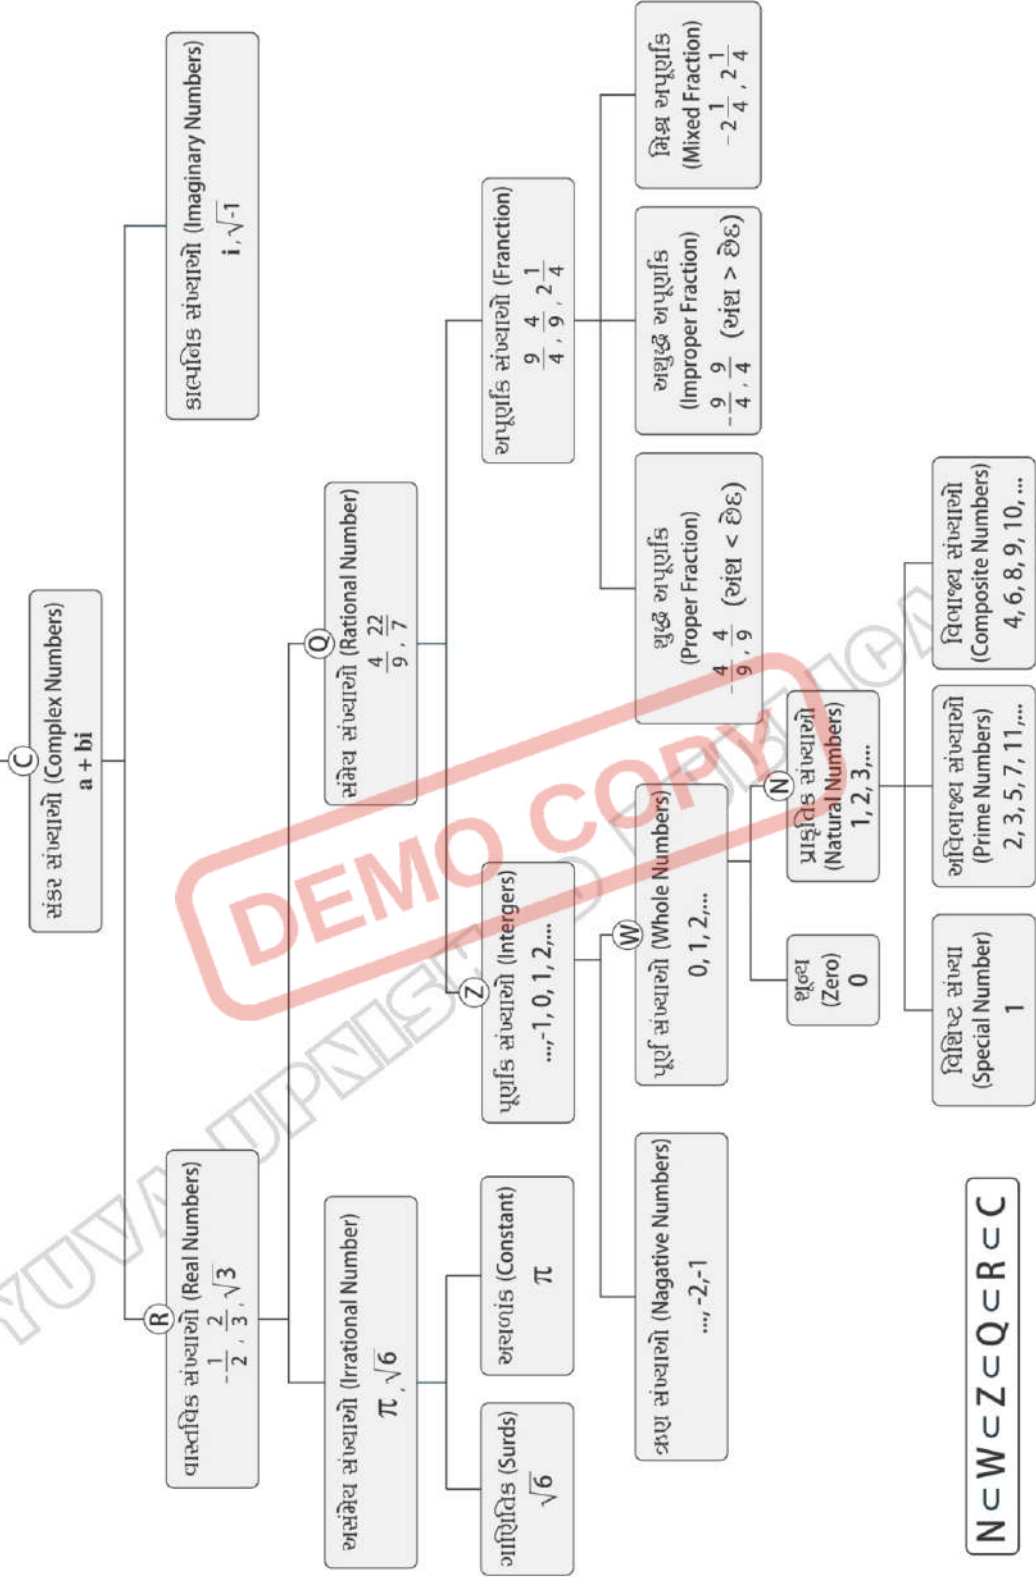 C
સંકર સંખ્યાઓ (Complex Numbers)
a + bi
R
વાસ્તવિક સંખ્યાઓ (Real Numbers)
-1/2 , 2/3 , √3
કાલ્પનિક સંખ્યાઓ (Imaginary Numbers)
i , √-1
અસંમેય સંખ્યાઓ (Irrational Number)
π , √6
Q
સંમેય સંખ્યાઓ (Rational Number)
4/9 , 22/7
ગાણિતિક (Surds)
√6
અચળાંક (Constant)
π
Z
પૂર્ણાંક સંખ્યાઓ (Intergers)
...,-1, 0, 1, 2,...
અપૂર્ણાંક સંખ્યાઓ (Franction)
9/4 , 4/9 , 2 1/4
ઋણ સંખ્યાઓ (Nagative Numbers)
..., -2,-1
W
પૂર્ણ સંખ્યાઓ (Whole Numbers)
0, 1, 2,...
શુદ્ધ અપૂર્ણાંક
(Proper Fraction)
-4/9 , 4/9 (અંશ < છેદ)
અશુદ્ધ અપૂર્ણાંક
(Improper Fraction)
-9/4 , 9/4 (અંશ > છેદ)
મિશ્ર અપૂર્ણાંક
(Mixed Fraction)
-2 1/4 , 2 1/4
શૂન્ય
(Zero)
0
N
પ્રાકૃતિક સંખ્યાઓ
(Natural Numbers)
1, 2, 3,...
વિશિષ્ટ સંખ્યા
(Special Number)
1
અવિભાજ્ય સંખ્યાઓ
(Prime Numbers)
2, 3, 5, 7, 11,...
વિભાજ્ય સંખ્યાઓ
(Composite Numbers)
4, 6, 8, 9, 10, ...
N ⊂ W ⊂ Z ⊂ Q ⊂ R ⊂ C
DEMO COPY
YUVA UPNISHAD